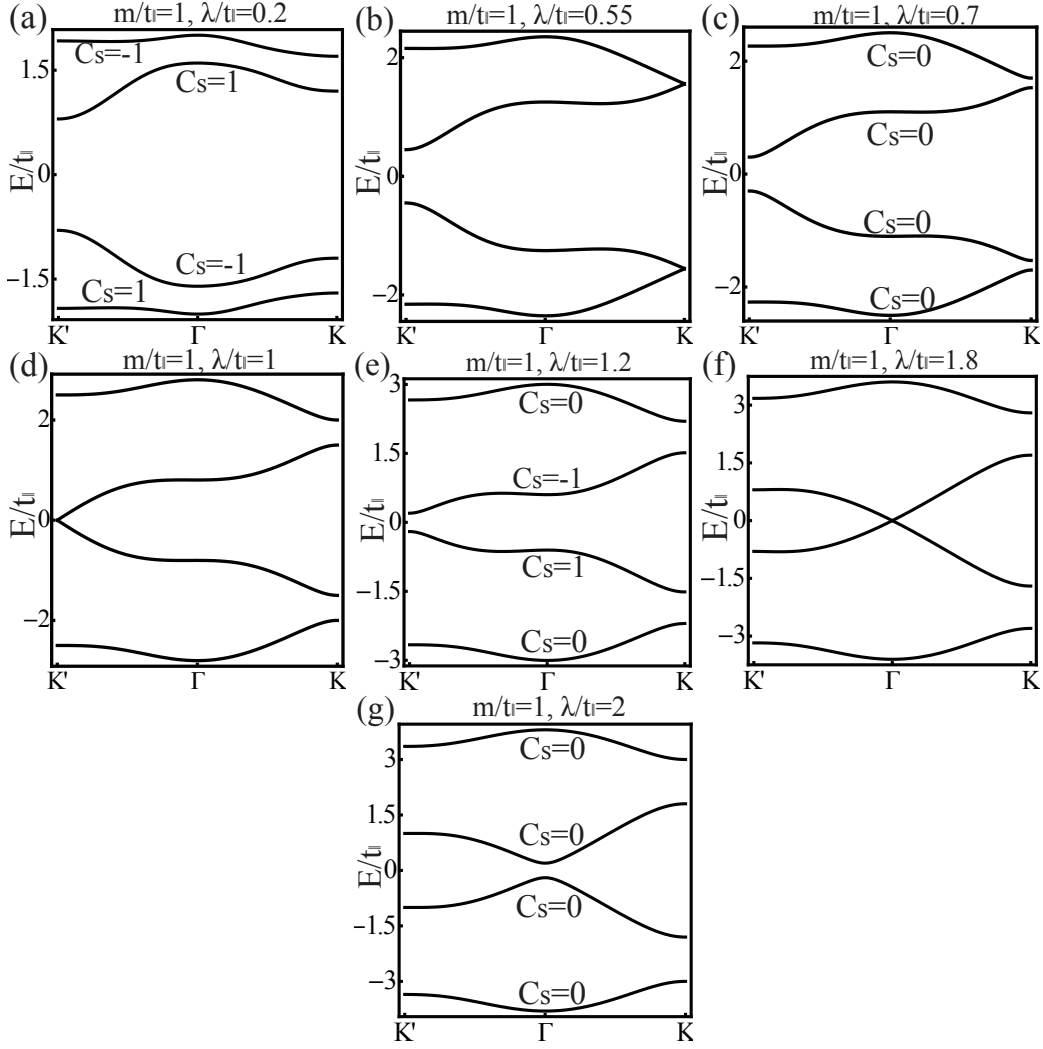 (a) m/t∥=1, λ/t∥=0.2
Cs=-1
1.5
Cs=1
E/t∥
0
Cs=-1
−1.5
Cs=1
K' Γ K
(b) m/t∥=1, λ/t∥=0.55
2
E/t∥
0
−2
K' Γ K
(c) m/t∥=1, λ/t∥=0.7
2
Cs=0
Cs=0
E/t∥
0
Cs=0
−2
Cs=0
K' Γ K
(d) m/t∥=1, λ/t∥=1
2
E/t∥
0
−2
K' Γ K
(e) m/t∥=1, λ/t∥=1.2
3
Cs=0
1.5
Cs=-1
E/t∥
0
Cs=1
−1.5
Cs=0
−3
K' Γ K
(f) m/t∥=1, λ/t∥=1.8
3
1.5
E/t∥
0
−1.5
−3
K' Γ K
(g) m/t∥=1, λ/t∥=2
3
Cs=0
1.5
Cs=0
E/t∥
0
Cs=0
−1.5
−3
Cs=0
K' Γ K